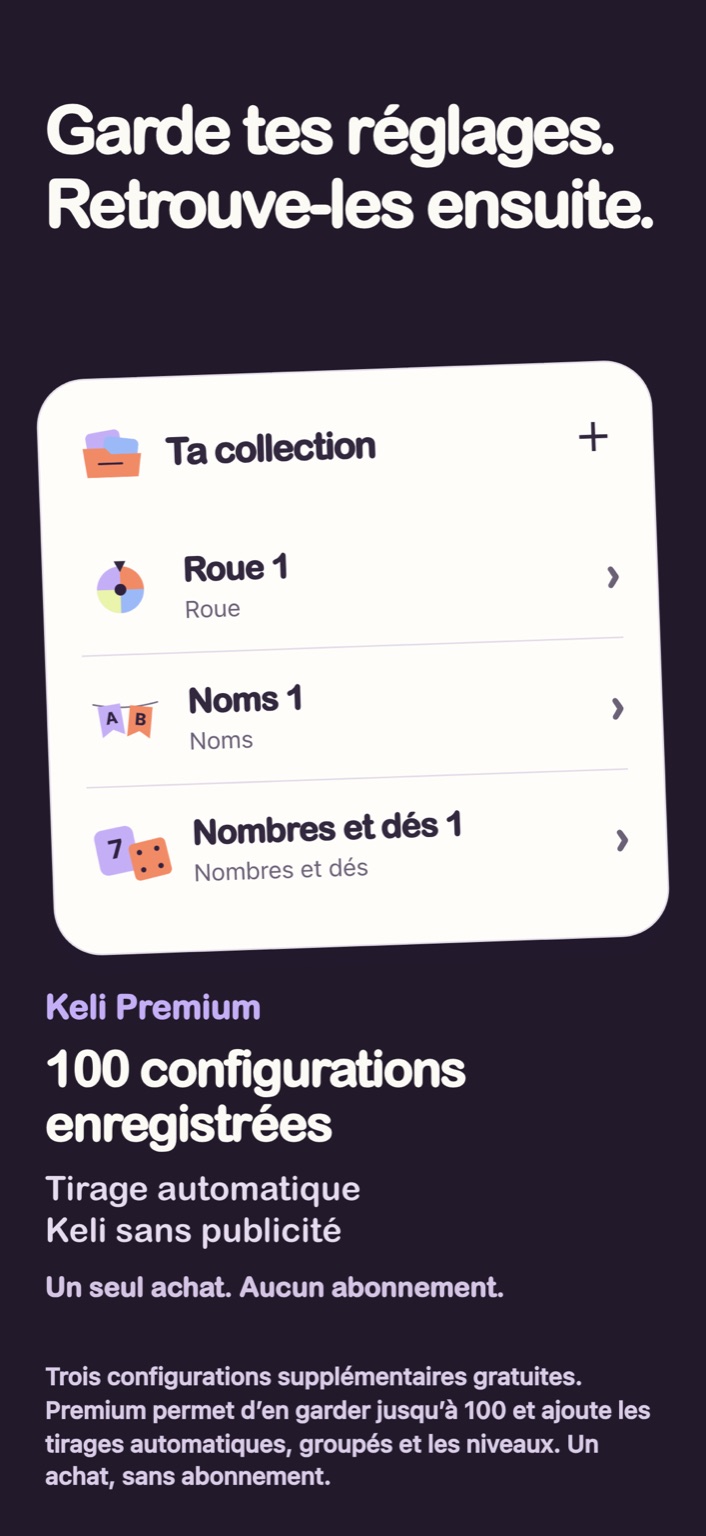 Garde tes réglages.
Retrouve-les ensuite.
Ta collection
Roue 1
Roue
A B
Noms 1
Noms
7
Nombres et dés 1
Nombres et dés
Keli Premium
100 configurations
enregistrées
Tirage automatique
Keli sans publicité
Un seul achat. Aucun abonnement.
Trois configurations supplémentaires gratuites.
Premium permet d’en garder jusqu’à 100 et ajoute les
tirages automatiques, groupés et les niveaux. Un
achat, sans abonnement.